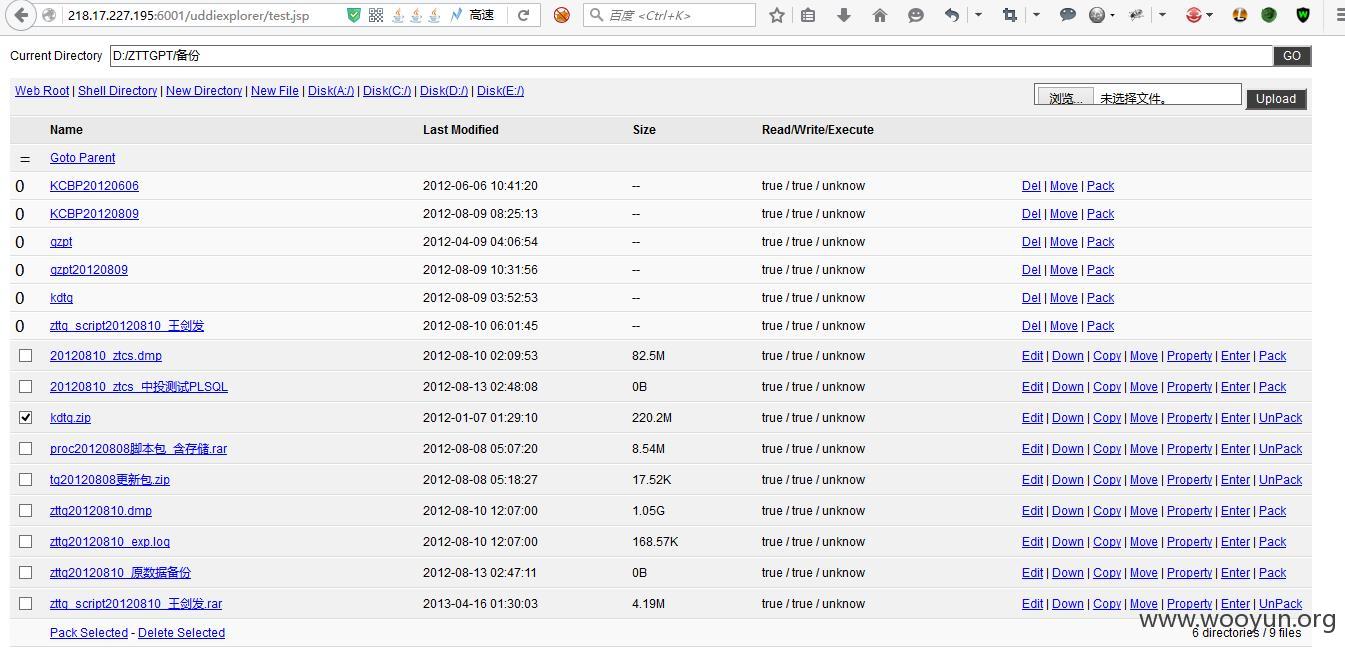 218.17.227.195:6001/uddiexplorer/test.jsp 高速 百度 <Ctrl+K>
Current Directory D:/ZTTGPT/备份 GO
Web Root | Shell Directory | New Directory | New File | Disk(A:/) | Disk(C:/) | Disk(D:/) | Disk(E:/) 浏览... 未选择文件。 Upload
Name Last Modified Size Read/Write/Execute
= Goto Parent
0 KCBP20120606 2012-06-06 10:41:20 -- true / true / unknow Del | Move | Pack
0 KCBP20120809 2012-08-09 08:25:13 -- true / true / unknow Del | Move | Pack
0 gzpt 2012-04-09 04:06:54 -- true / true / unknow Del | Move | Pack
0 gzpt20120809 2012-08-09 10:31:56 -- true / true / unknow Del | Move | Pack
0 kdtg 2012-08-09 03:52:53 -- true / true / unknow Del | Move | Pack
0 zttg_script20120810_王剑发 2012-08-10 06:01:45 -- true / true / unknow Del | Move | Pack
20120810_ztcs.dmp 2012-08-10 02:09:53 82.5M true / true / unknow Edit | Down | Copy | Move | Property | Enter | Pack
20120810_ztcs_中投测试PLSQL 2012-08-13 02:48:08 0B true / true / unknow Edit | Down | Copy | Move | Property | Enter | Pack
kdtg.zip 2012-01-07 01:29:10 220.2M true / true / unknow Edit | Down | Copy | Move | Property | Enter | UnPack
proc20120808脚本包_含存储.rar 2012-08-08 05:07:20 8.54M true / true / unknow Edit | Down | Copy | Move | Property | Enter | UnPack
tg20120808更新包.zip 2012-08-08 05:18:27 17.52K true / true / unknow Edit | Down | Copy | Move | Property | Enter | UnPack
zttg20120810.dmp 2012-08-10 12:07:00 1.05G true / true / unknow Edit | Down | Copy | Move | Property | Enter | Pack
zttg20120810_exp.log 2012-08-10 12:07:00 168.57K true / true / unknow Edit | Down | Copy | Move | Property | Enter | Pack
zttg20120810_原数据备份 2012-08-13 02:47:11 0B true / true / unknow Edit | Down | Copy | Move | Property | Enter | Pack
zttg_script20120810_王剑发.rar 2013-04-16 01:30:03 4.19M true / true / unknow Edit | Down | Copy | Move | Property | Enter | UnPack
Pack Selected - Delete Selected 6 directories / 9 files
www.wooyun.org